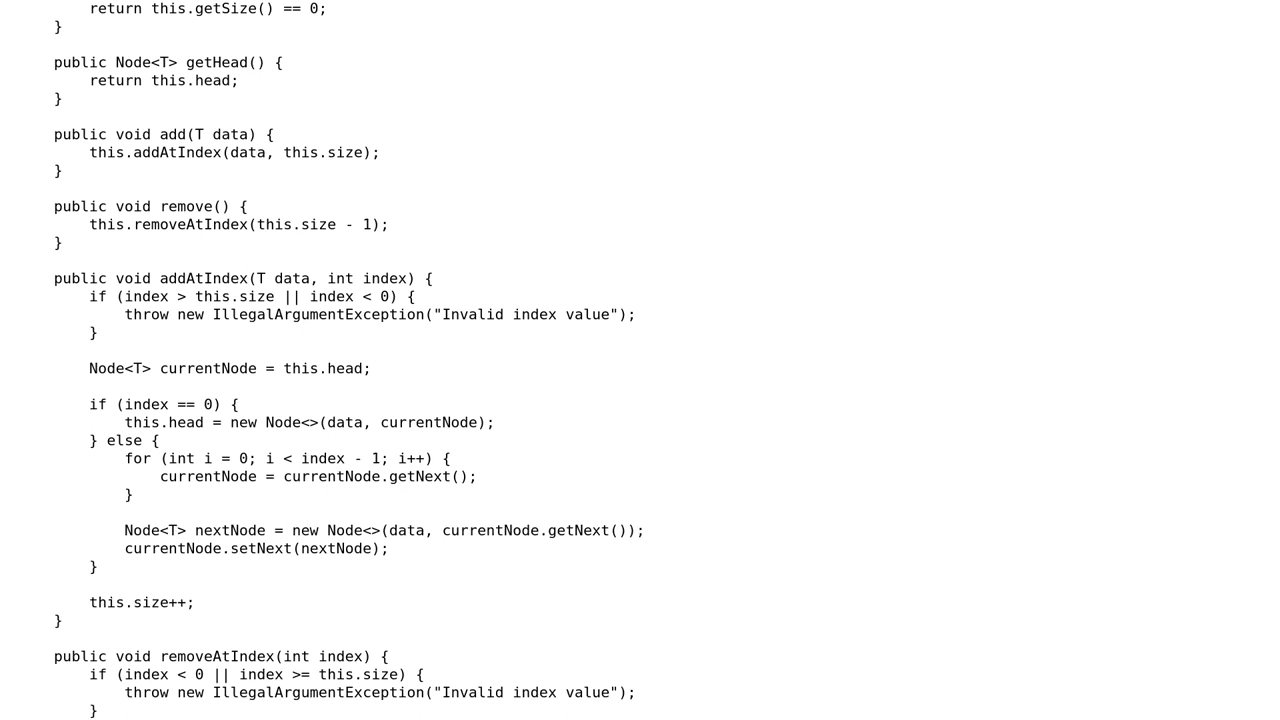 return this.getSize() == 0;
    }

    public Node<T> getHead() {
        return this.head;
    }

    public void add(T data) {
        this.addAtIndex(data, this.size);
    }

    public void remove() {
        this.removeAtIndex(this.size - 1);
    }

    public void addAtIndex(T data, int index) {
        if (index > this.size || index < 0) {
            throw new IllegalArgumentException("Invalid index value");
        }

        Node<T> currentNode = this.head;

        if (index == 0) {
            this.head = new Node<>(data, currentNode);
        } else {
            for (int i = 0; i < index - 1; i++) {
                currentNode = currentNode.getNext();
            }

            Node<T> nextNode = new Node<>(data, currentNode.getNext());
            currentNode.setNext(nextNode);
        }

        this.size++;
    }

    public void removeAtIndex(int index) {
        if (index < 0 || index >= this.size) {
            throw new IllegalArgumentException("Invalid index value");
        }